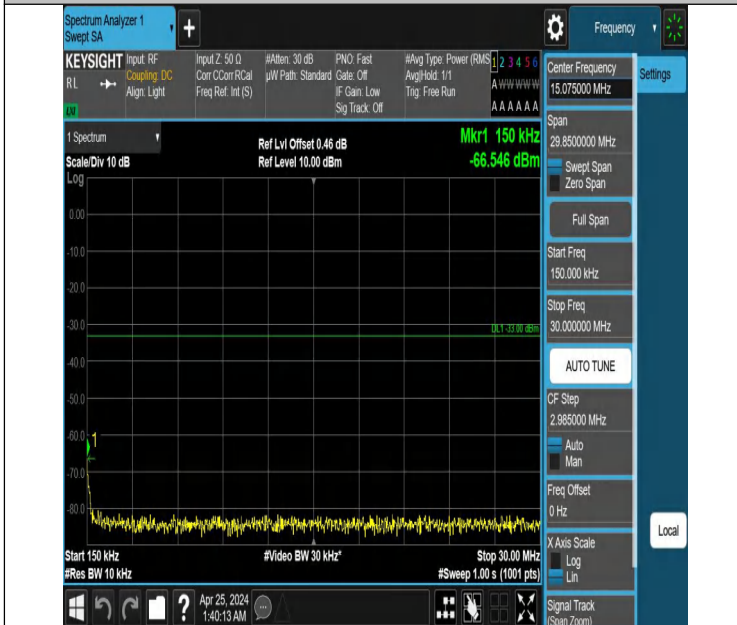 Spectrum Analyzer 1
Swept SA
+
Frequency
KEYSIGHT
RL
LXI
Input: RF
Coupling: DC
Align: Light
Input Z: 50 Ω
Corr CCorr RCal
Freq Ref: Int (S)
#Atten: 30 dB
µW Path: Standard
PNO: Fast
Gate: Off
IF Gain: Low
Sig Track: Off
#Avg Type: Power (RMS
Avg|Hold: 1/1
Trig: Free Run
1 2 3 4 5 6
A W W W W W
A A A A A A
1 Spectrum
Scale/Div 10 dB
Log
Ref Lvl Offset 0.46 dB
Ref Level 10.00 dBm
Mkr1 150 kHz
-66.546 dBm
0.00
-10.0
-20.0
-30.0
DL1 -33.00 dBm
-40.0
-50.0
-60.0
1
-70.0
-80.0
Start 150 kHz
#Video BW 30 kHz*
Stop 30.00 MHz
#Res BW 10 kHz
#Sweep 1.00 s (1001 pts)
?
Apr 25, 2024
1:40:13 AM
Center Frequency
15.075000 MHz
Settings
Span
29.8500000 MHz
Swept Span
Zero Span
Full Span
Start Freq
150.000 kHz
Stop Freq
30.000000 MHz
AUTO TUNE
CF Step
2.985000 MHz
Auto
Man
Freq Offset
0 Hz
Local
X Axis Scale
Log
Lin
Signal Track
(Span Zoom)